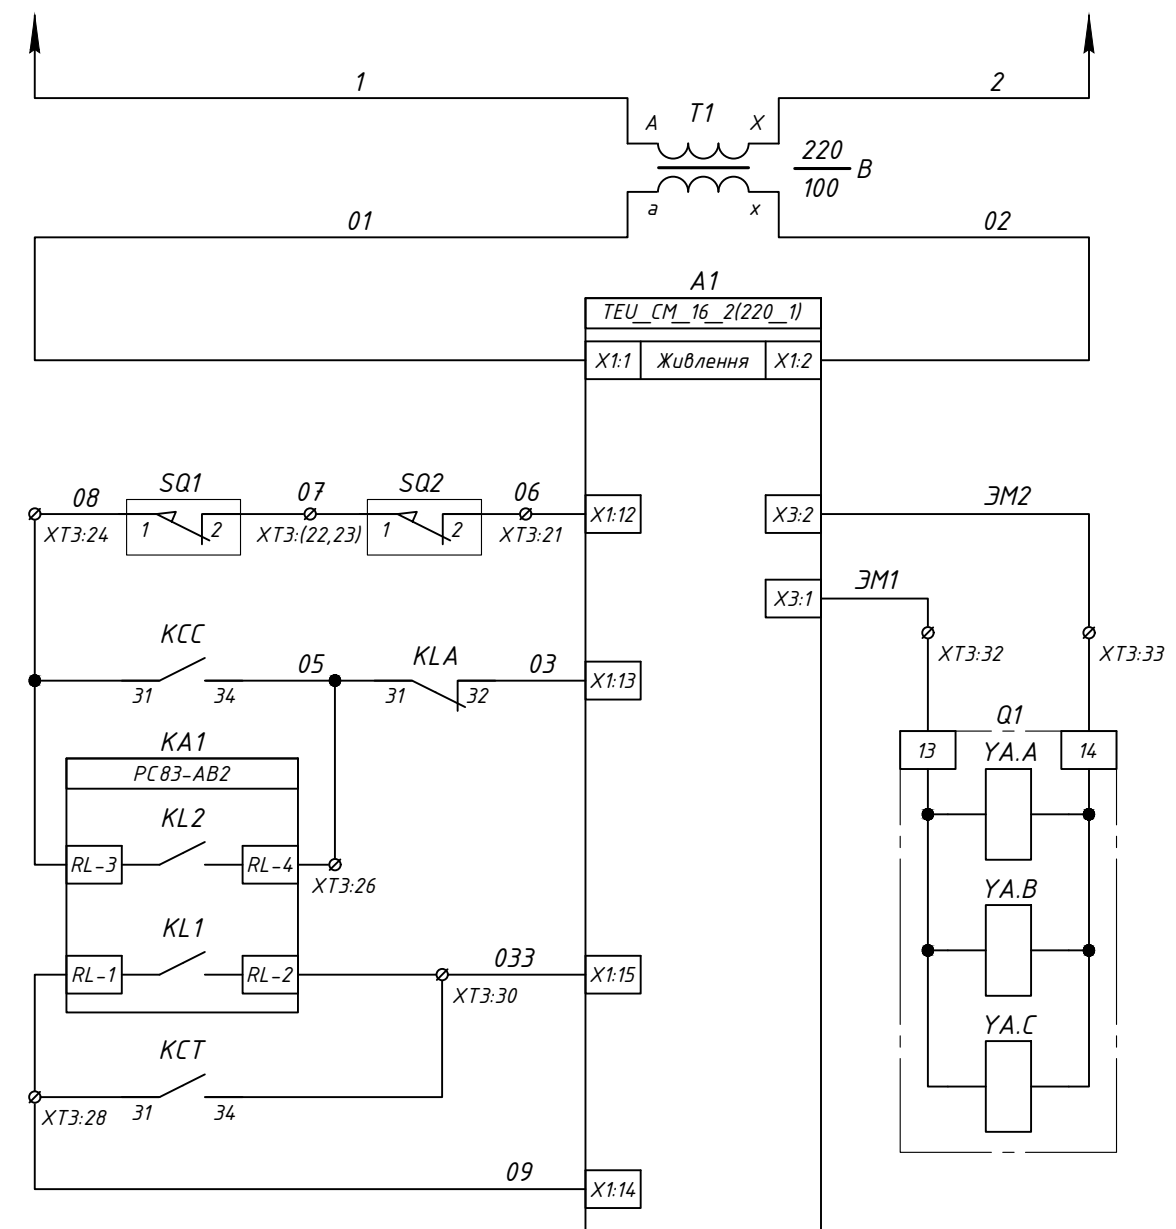 1
2
A T1 X
220
100 В
a x
01
02
A1
TEU_CM_16_2(220_1)
X1:1 Живлення X1:2
08 SQ1 07 SQ2 06
1 2 1 2
XT3:24 XT3:(22,23) XT3:21
X1:12 X3:2
ЭМ2
X3:1
ЭМ1
XT3:32 XT3:33
KCC 05 KLA 03
31 34 31 32
X1:13
Q1
13 YA.A 14
KA1
PC83-AB2
KL2
RL-3 RL-4
XT3:26
YA.B
KL1
RL-1 RL-2
033
XT3:30
X1:15
YA.C
KCT
XT3:28 31 34
09
X1:14